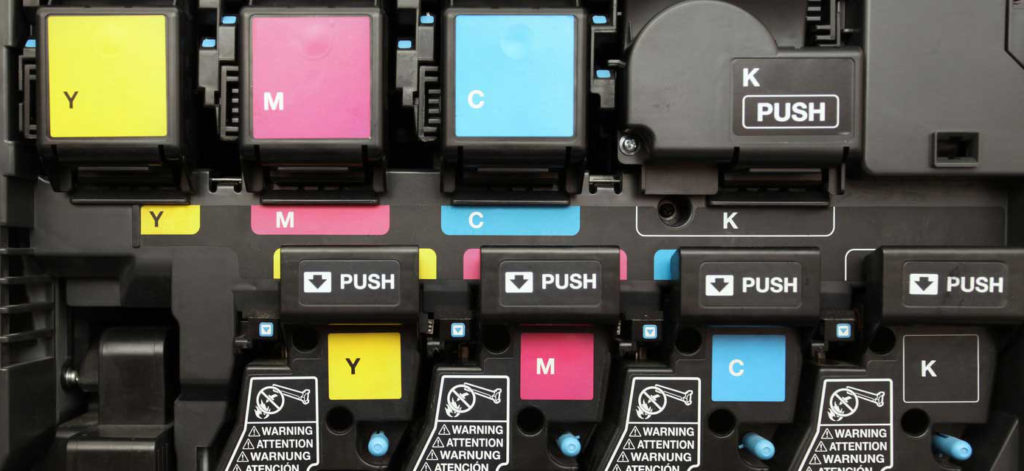 Y
M
C
K
PUSH
Y
M
C
K
PUSH
PUSH
PUSH
PUSH
Y
M
C
K
WARNING
ATTENTION
WARNUNG
ATENCIÓN
WARNING
ATTENTION
WARNUNG
ATENCIÓN
WARNING
ATTENTION
WARNUNG
ATENCIÓN
WARNING
ATTENTION
WARNUNG
ATENCIÓN